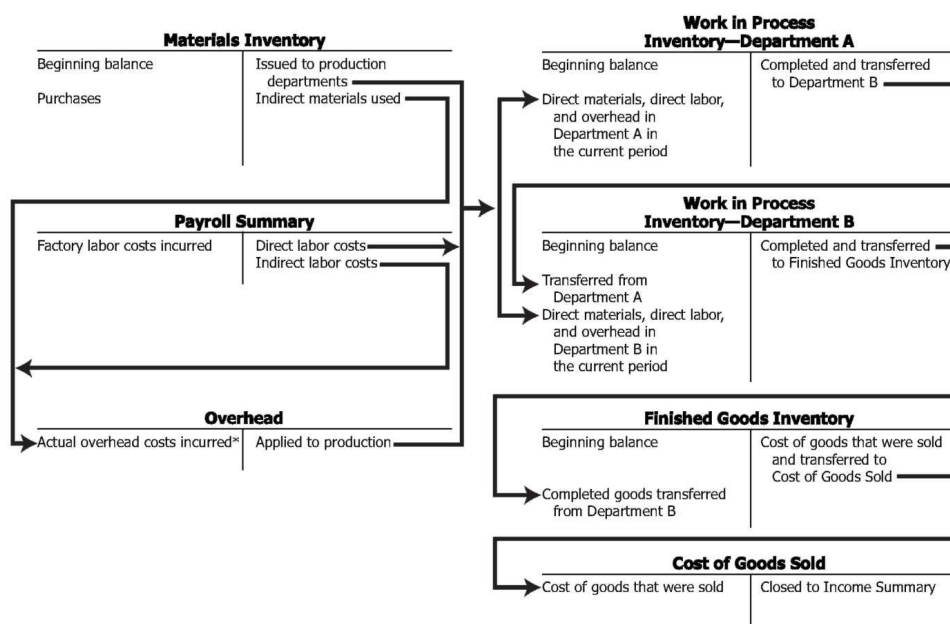 Materials Inventory
Beginning balance
Issued to production
departments
Purchases
Indirect materials used
Payroll Summary
Factory labor costs incurred
Direct labor costs
Indirect labor costs
Overhead
Actual overhead costs incurred*
Applied to production
Work in Process
Inventory—Department A
Beginning balance
Completed and transferred
to Department B
Direct materials, direct labor,
and overhead in
Department A in
the current period
Work in Process
Inventory—Department B
Beginning balance
Completed and transferred
to Finished Goods Inventory
Transferred from
Department A
Direct materials, direct labor,
and overhead in
Department B in
the current period
Finished Goods Inventory
Beginning balance
Cost of goods that were sold
and transferred to
Cost of Goods Sold
Completed goods transferred
from Department B
Cost of Goods Sold
Cost of goods that were sold
Closed to Income Summary